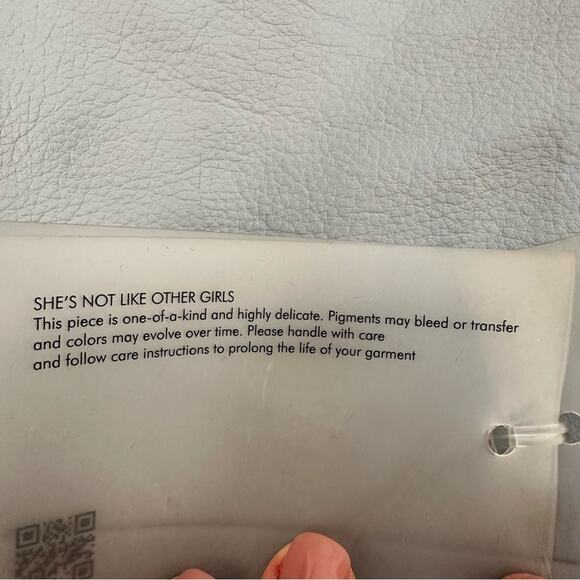 SHE'S NOT LIKE OTHER GIRLS
This piece is one-of-a-kind and highly delicate. Pigments may bleed or transfer
and colors may evolve over time. Please handle with care
and follow care instructions to prolong the life of your garment